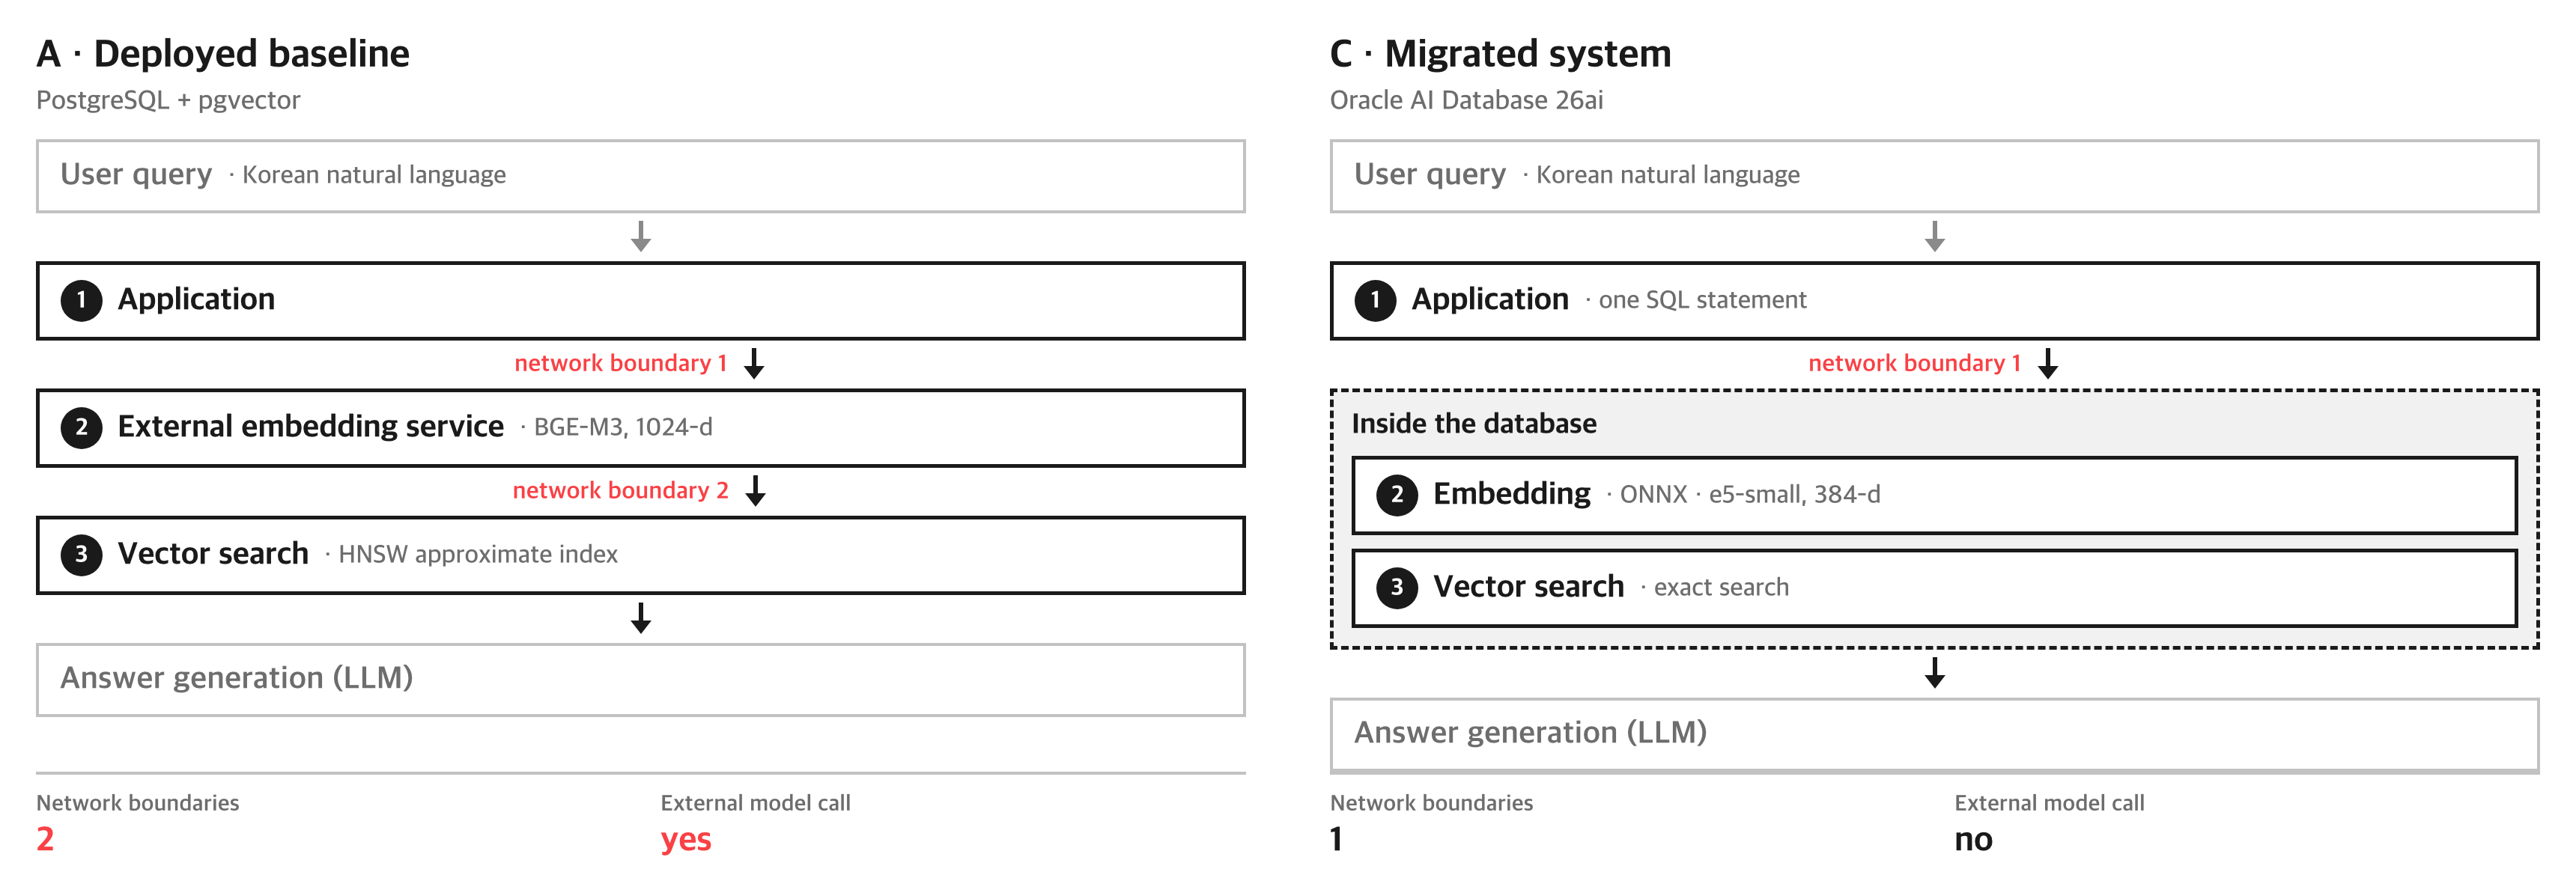 A · Deployed baseline
PostgreSQL + pgvector
User query · Korean natural language
1 Application
network boundary 1
2 External embedding service · BGE-M3, 1024-d
network boundary 2
3 Vector search · HNSW approximate index
Answer generation (LLM)
Network boundaries
2
External model call
yes
C · Migrated system
Oracle AI Database 26ai
User query · Korean natural language
1 Application · one SQL statement
network boundary 1
Inside the database
2 Embedding · ONNX · e5-small, 384-d
3 Vector search · exact search
Answer generation (LLM)
Network boundaries
1
External model call
no